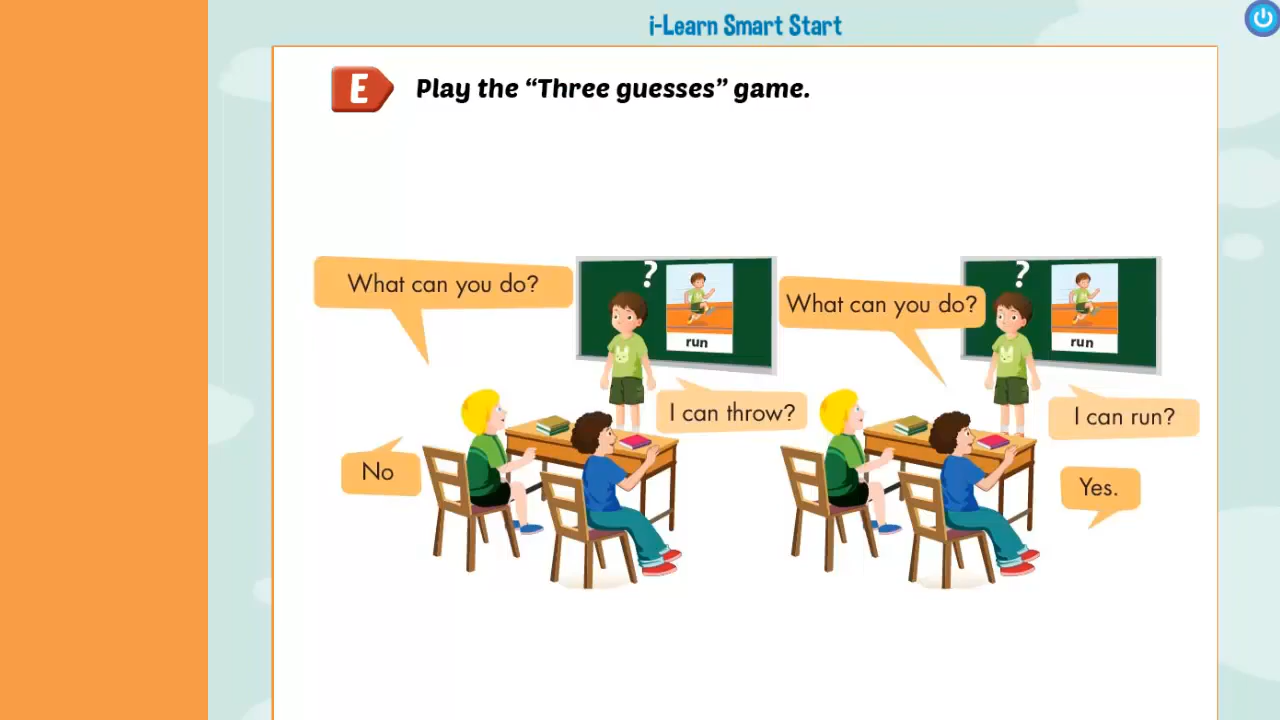 i-Learn Smart Start
E Play the “Three guesses” game.
What can you do?
?
run
I can throw?
No
What can you do?
?
run
I can run?
Yes.